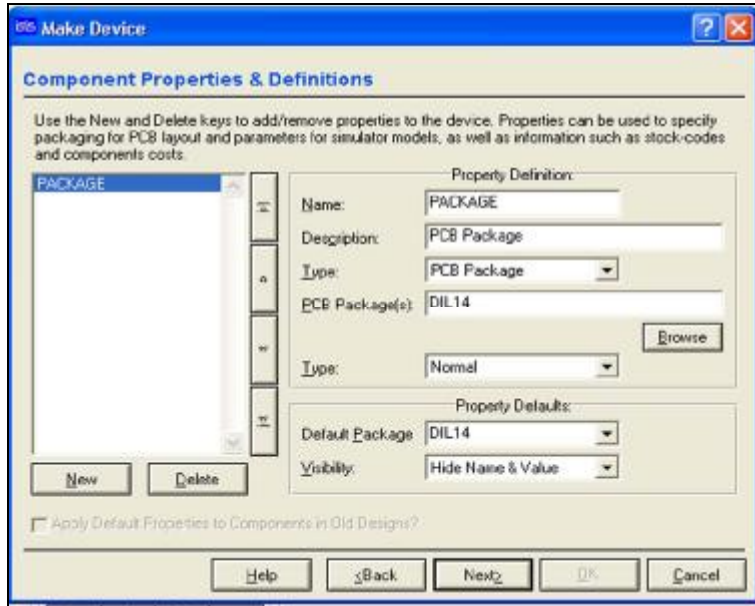 isis Make Device
Component Properties & Definitions
Use the New and Delete keys to add/remove properties to the device. Properties can be used to specify
packaging for PCB layout and parameters for simulator models, as well as information such as stock-codes
and components costs.
PACKAGE
Property Definition:
Name: PACKAGE
Description: PCB Package
Type: PCB Package
PCB Package(s): DIL14
Browse
Type: Normal
Property Defaults:
Default Package DIL14
Visibility: Hide Name & Value
New Delete
Apply Default Properties to Components in Old Designs?
Help <Back Next> OK Cancel